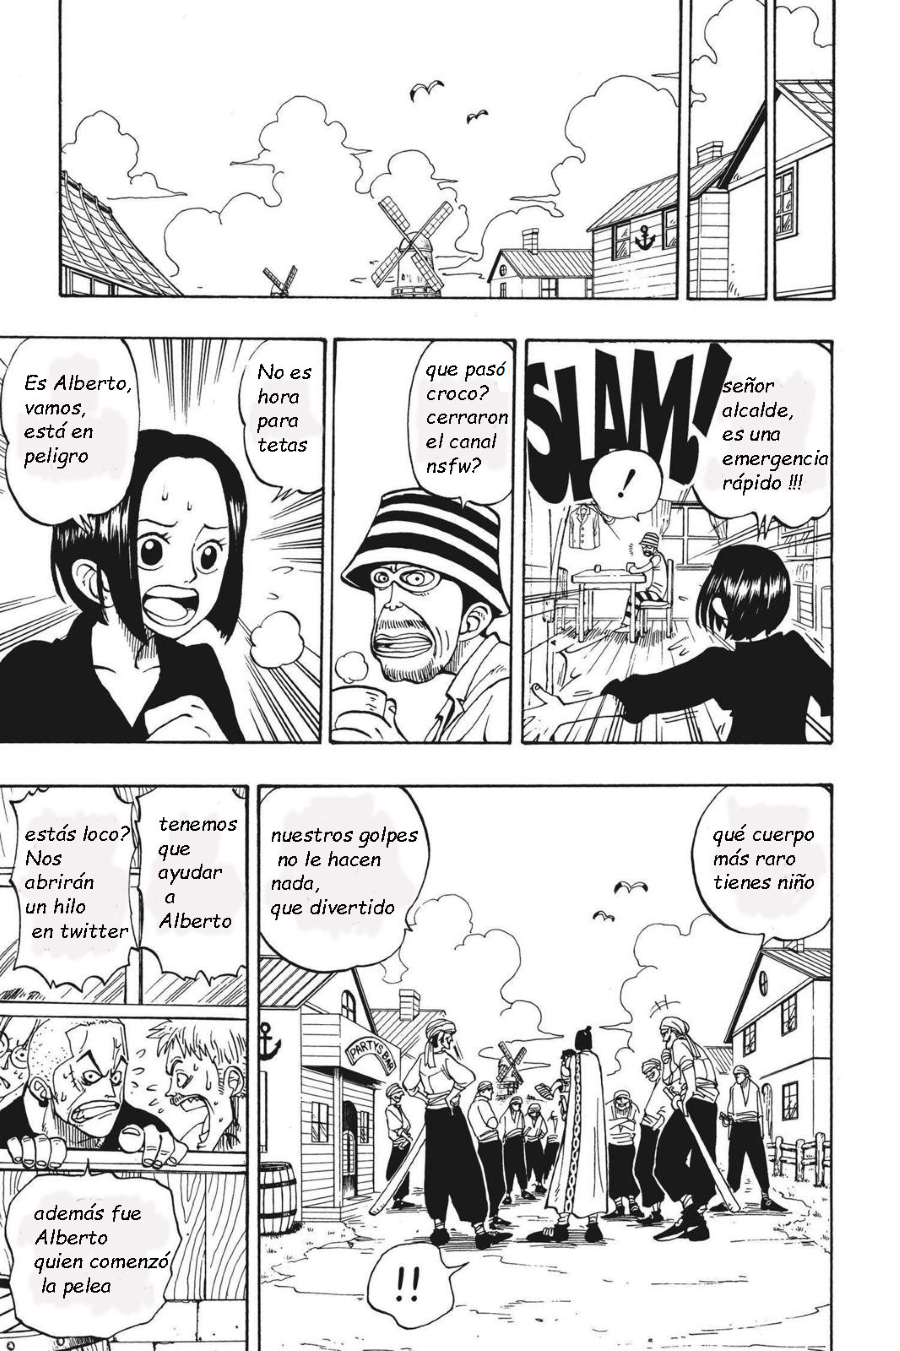 SLAM!
señor
alcalde,
es una
emergencia
rápido !!!
!
que pasó
croco?
cerraron
el canal
nsfw?
No es
hora
para
tetas
Es Alberto,
vamos,
está en
peligro
qué cuerpo
más raro
tienes niño
nuestros golpes
no le hacen
nada,
que divertido
PARTYS BAR
!!
tenemos
que
ayudar
a
Alberto
estás loco?
Nos
abrirán
un hilo
en twitter
además fue
Alberto
quien comenzó
la pelea